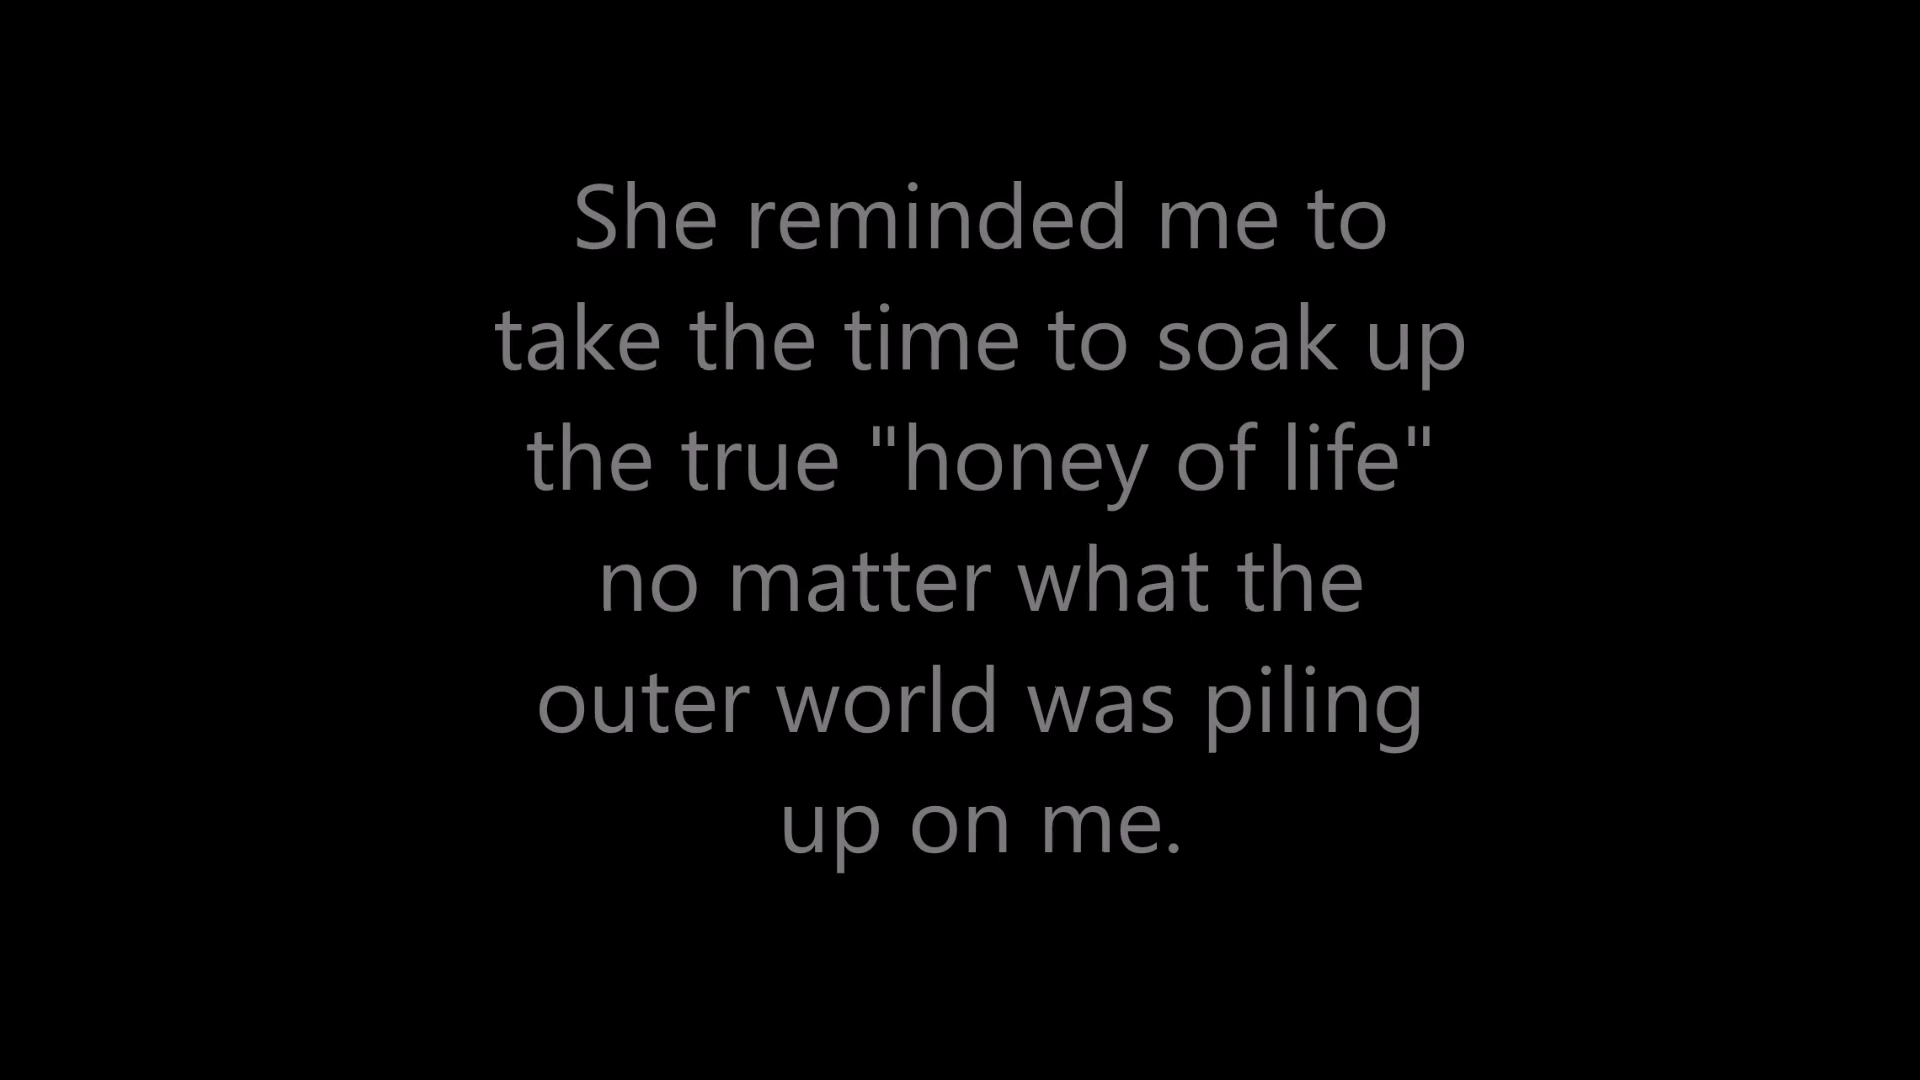 She reminded me to
take the time to soak up
the true "honey of life"
no matter what the
outer world was piling
up on me.